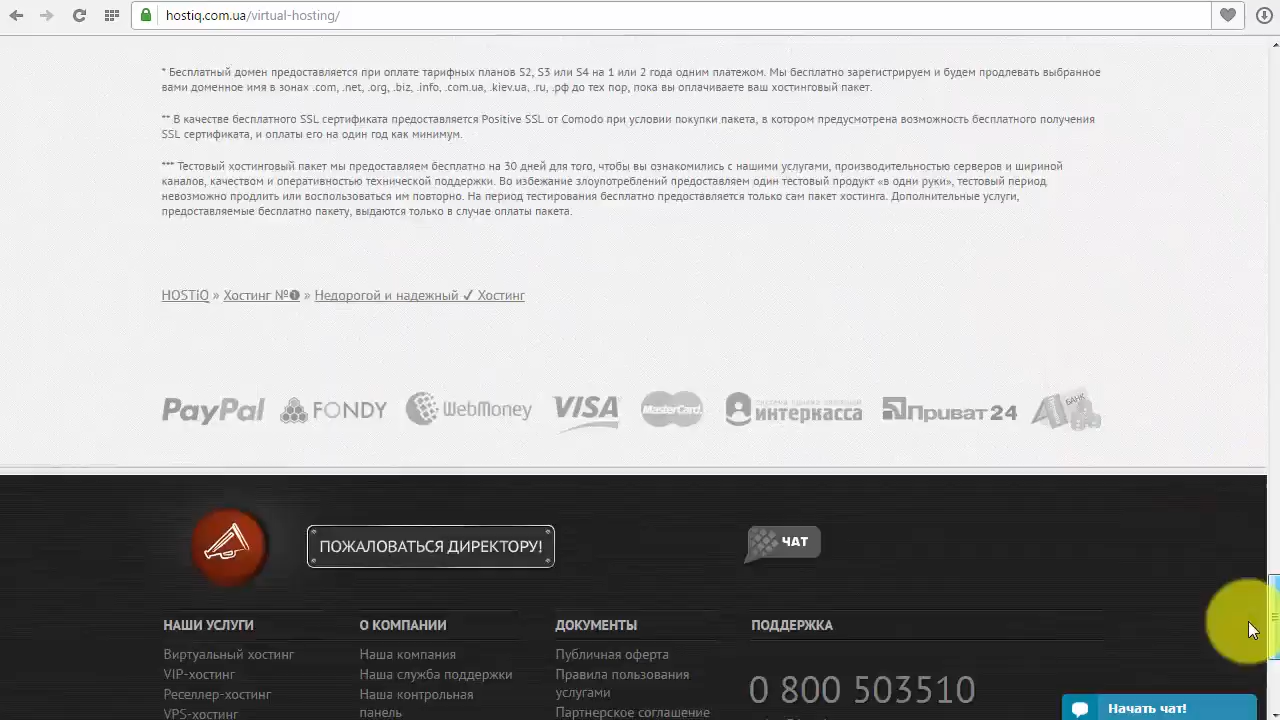 hostiq.com.ua/virtual-hosting/
* Бесплатный домен предоставляется при оплате тарифных планов S2, S3 или S4 на 1 или 2 года одним платежом. Мы бесплатно зарегистрируем и будем продлевать выбранное
вами доменное имя в зонах .com, .net, .org, .biz, .info, .com.ua, .kiev.ua, .ru, .рф до тех пор, пока вы оплачиваете ваш хостинговый пакет.
** В качестве бесплатного SSL сертификата предоставляется Positive SSL от Comodo при условии покупки пакета, в котором предусмотрена возможность бесплатного получения
SSL сертификата, и оплаты его на один год как минимум.
*** Тестовый хостинговый пакет мы предоставляем бесплатно на 30 дней для того, чтобы вы ознакомились с нашими услугами, производительностью серверов и шириной
каналов, качеством и оперативностью технической поддержки. Во избежание злоупотреблений предоставляем один тестовый продукт «в одни руки», тестовый период
невозможно продлить или воспользоваться им повторно. На период тестирования бесплатно предоставляется только сам пакет хостинга. Дополнительные услуги,
предоставляемые бесплатно пакету, выдаются только в случае оплаты пакета.
HOSTiQ » Хостинг №❶ » Недорогой и надежный ✔ Хостинг
PayPal FONDY WebMoney VISA MasterCard интеркасса Приват 24 БАНК
ПОЖАЛОВАТЬСЯ ДИРЕКТОРУ! ЧАТ
НАШИ УСЛУГИ О КОМПАНИИ ДОКУМЕНТЫ ПОДДЕРЖКА
Виртуальный хостинг Наша компания Публичная оферта
VIP-хостинг Наша служба поддержки Правила пользования
Реселлер-хостинг Наша контрольная услугами 0 800 503510
VPS-хостинг панель Партнерское соглашение
Начать чат!